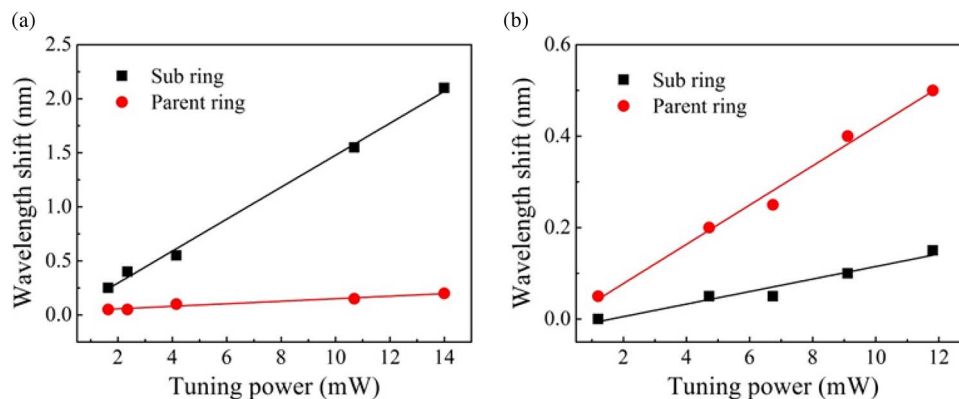 (a)
2.5
2.0
1.5
1.0
0.5
0.0
Wavelength shift (nm)
Sub ring
Parent ring
2 4 6 8 10 12 14
Tuning power (mW)
(b)
0.6
0.4
0.2
0.0
Wavelength shift (nm)
Sub ring
Parent ring
2 4 6 8 10 12
Tuning power (mW)